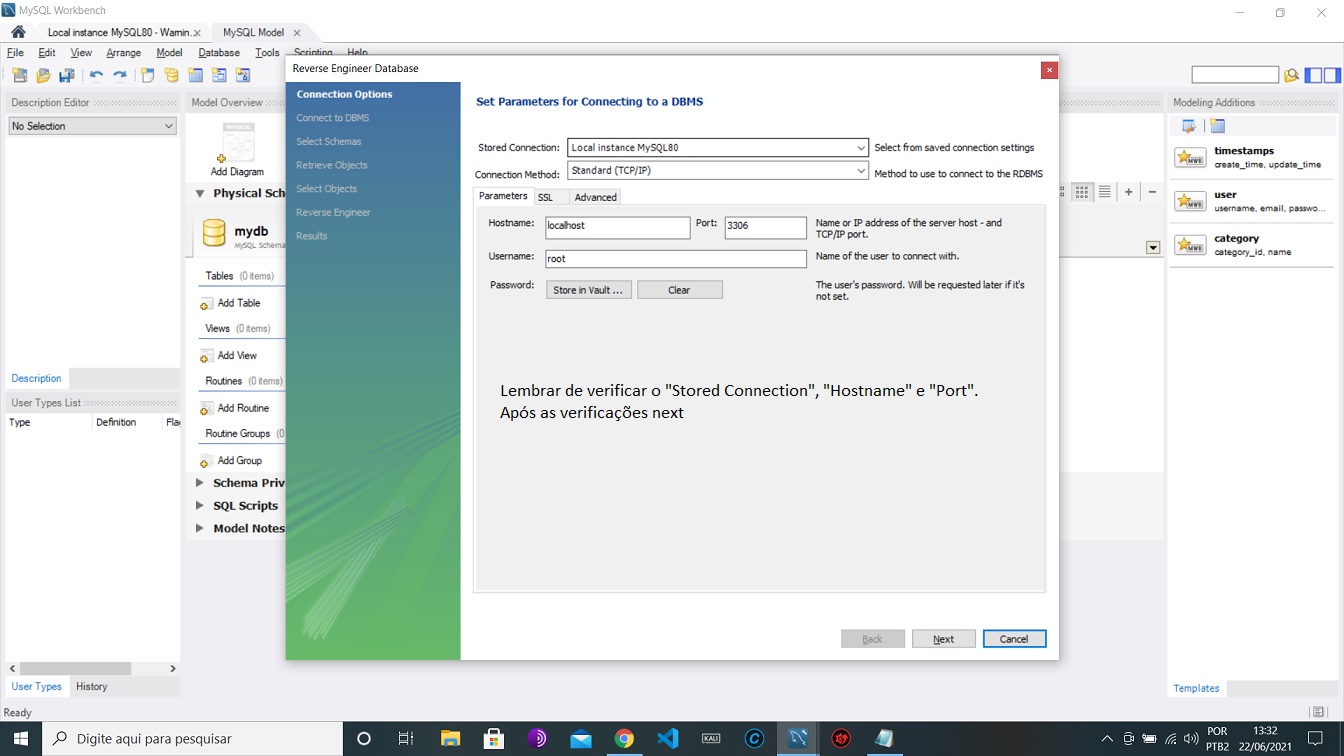 MySQL Workbench
Local instance MySQL80 - Warnin...
MySQL Model
File Edit View Arrange Model Database Tools Scripting Help
Description Editor
No Selection
Description
User Types List
Type Definition Flag
User Types History
Ready
Model Overview
Add Diagram
Physical Sch
mydb
MySQL Schema
Tables (0 items)
Add Table
Views (0 items)
Add View
Routines (0 items)
Add Routine
Routine Groups (0
Add Group
Schema Priv
SQL Scripts
Model Notes
Reverse Engineer Database
Connection Options
Connect to DBMS
Select Schemas
Retrieve Objects
Select Objects
Reverse Engineer
Results
Set Parameters for Connecting to a DBMS
Stored Connection: Local instance MySQL80 Select from saved connection settings
Connection Method: Standard (TCP/IP) Method to use to connect to the RDBMS
Parameters SSL Advanced
Hostname: localhost Port: 3306 Name or IP address of the server host - and
TCP/IP port.
Username: root Name of the user to connect with.
Password: Store in Vault ... Clear The user's password. Will be requested later if it's
not set.
Lembrar de verificar o "Stored Connection", "Hostname" e "Port".
Após as verificações next
Back Next Cancel
Modeling Additions
timestamps
create_time, update_time
user
username, email, passwo...
category
category_id, name
Templates
Digite aqui para pesquisar
KALI
POR
PTB2
13:32
22/06/2021